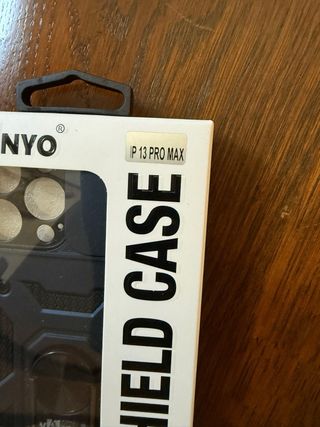 NYO®
IP 13 PRO MAX
HIELD CASE